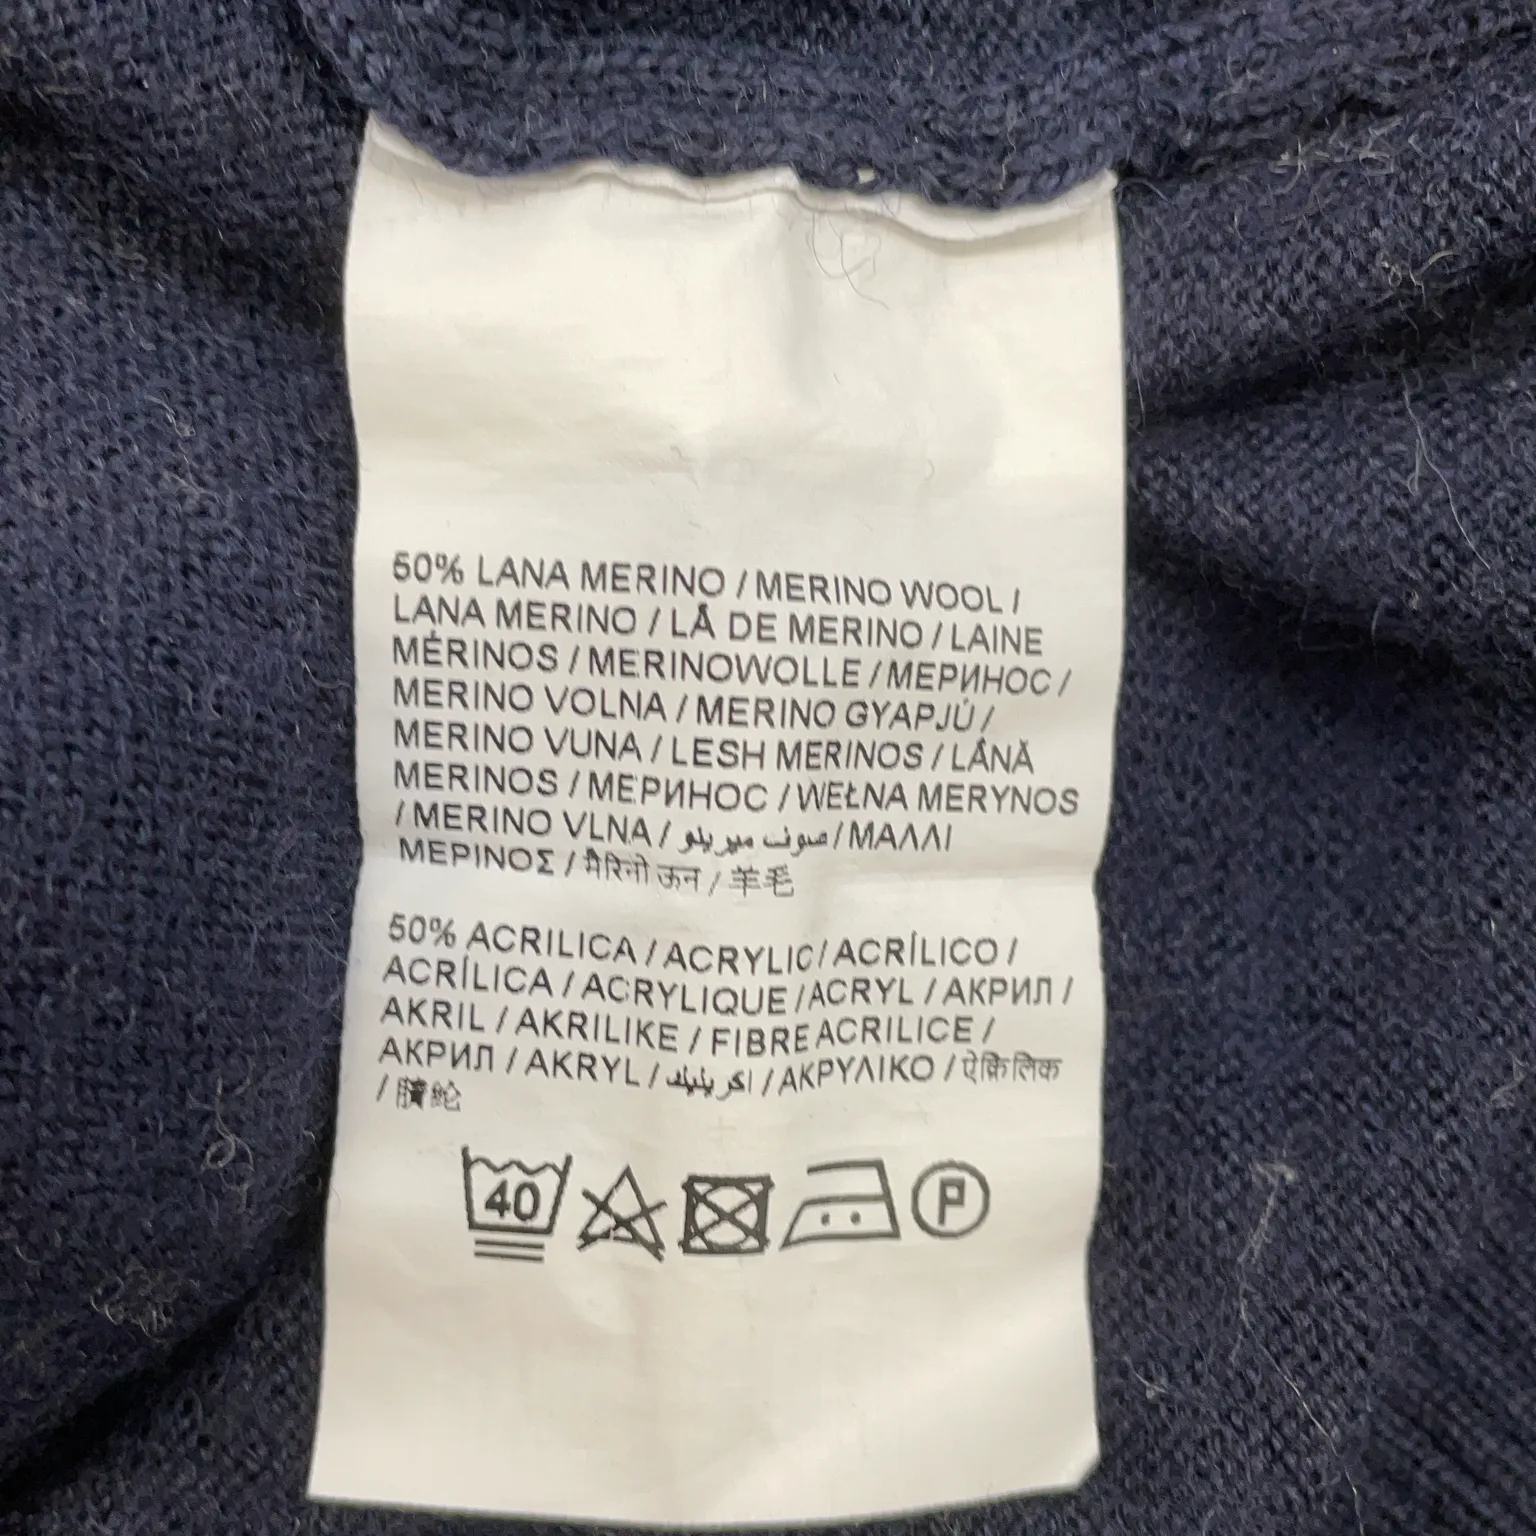 50% LANA MERINO / MERINO WOOL /
LANA MERINO / LÃ DE MERINO / LAINE
MÉRINOS / MERINOWOLLE / МЕРИНОС /
MERINO VOLNA / MERINO GYAPJÚ /
MERINO VUNA / LESH MERINOS / LÂNĂ
MERINOS / МЕРИНОС / WEŁNA MERYNOS
/ MERINO VLNA / صوف ميرينو / ΜΑΛΛΙ
ΜΕΡΙΝΟΣ / मैरिनो ऊन / 羊毛
50% ACRILICA / ACRYLIC / ACRÍLICO /
ACRÍLICA / ACRYLIQUE / ACRYL / АКРИЛ /
AKRIL / AKRILIKE / FIBRE ACRILICE /
АКРИЛ / AKRYL / اكريليك / ΑΚΡΥΛΙΚΟ / ऐक्रिलिक
/
40
P